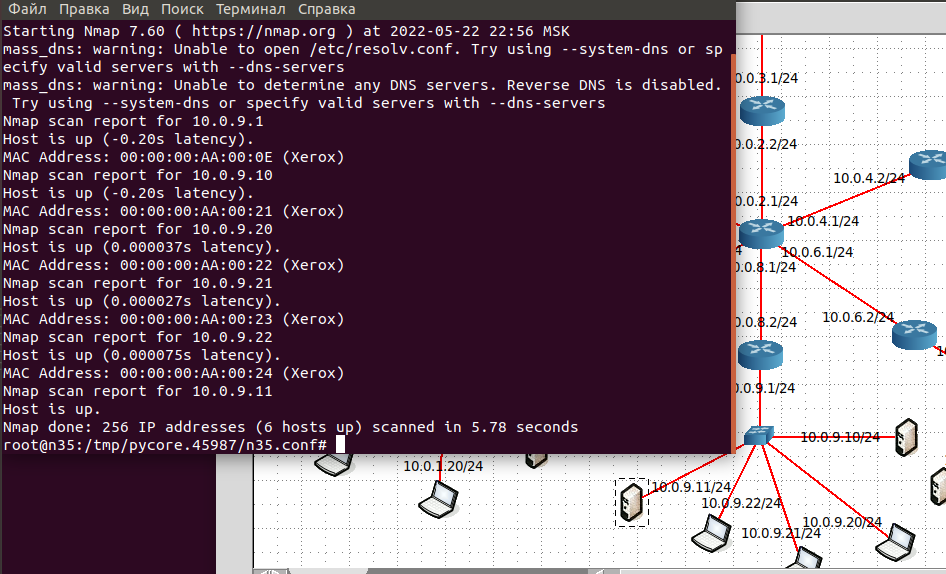 Файл Правка Вид Поиск Терминал Справка
Starting Nmap 7.60 ( https://nmap.org ) at 2022-05-22 22:56 MSK
mass_dns: warning: Unable to open /etc/resolv.conf. Try using --system-dns or sp
ecify valid servers with --dns-servers
mass_dns: warning: Unable to determine any DNS servers. Reverse DNS is disabled.
 Try using --system-dns or specify valid servers with --dns-servers
Nmap scan report for 10.0.9.1
Host is up (-0.20s latency).
MAC Address: 00:00:00:AA:00:0E (Xerox)
Nmap scan report for 10.0.9.10
Host is up (-0.20s latency).
MAC Address: 00:00:00:AA:00:21 (Xerox)
Nmap scan report for 10.0.9.20
Host is up (0.000037s latency).
MAC Address: 00:00:00:AA:00:22 (Xerox)
Nmap scan report for 10.0.9.21
Host is up (0.000027s latency).
MAC Address: 00:00:00:AA:00:23 (Xerox)
Nmap scan report for 10.0.9.22
Host is up (0.000075s latency).
MAC Address: 00:00:00:AA:00:24 (Xerox)
Nmap scan report for 10.0.9.11
Host is up.
Nmap done: 256 IP addresses (6 hosts up) scanned in 5.78 seconds
root@n35:/tmp/pycore.45987/n35.conf#
.0.3.1/24
.0.2.2/24
10.0.4.2/24
.0.2.1/24
10.0.4.1/24
10.0.6.1/24
.0.8.1/24
10.0.6.2/24
.0.8.2/24
.0.9.1/24
10.0.9.10/24
10.0.1.20/24
10.0.9.11/24
10.0.9.22/24
10.0.9.20/24
10.0.9.21/24